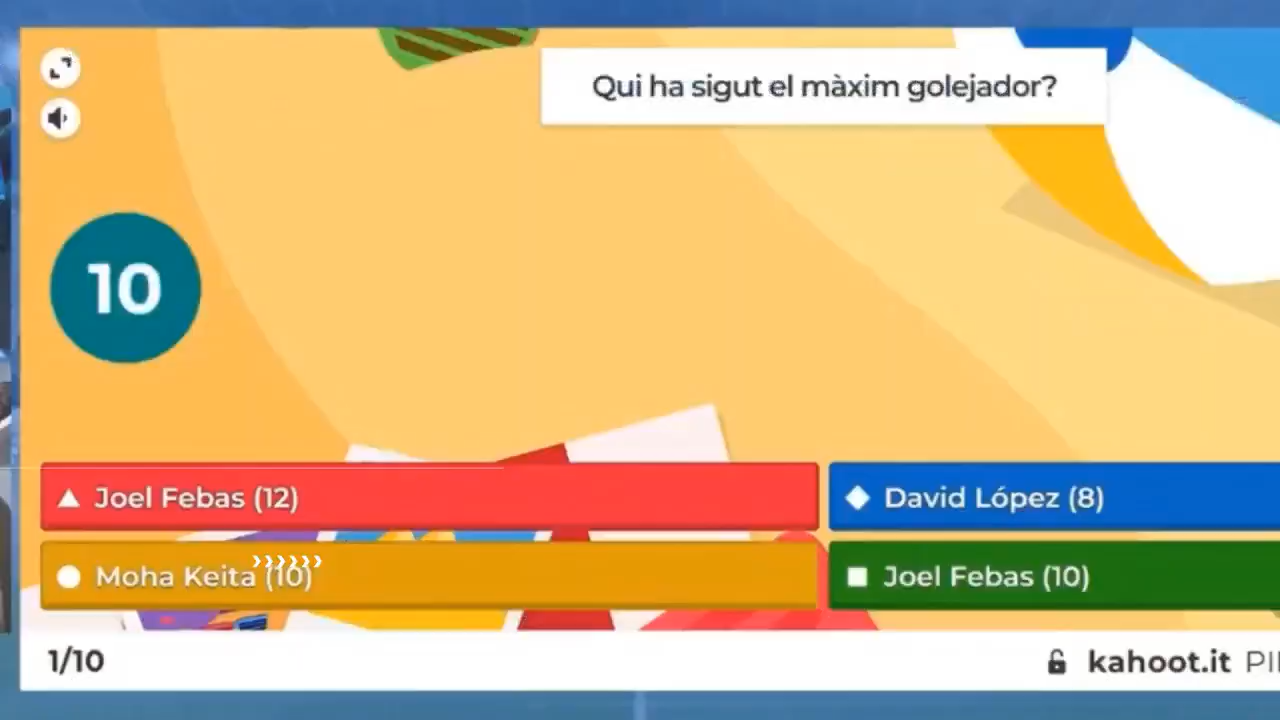 Qui ha sigut el màxim golejador?
10
Joel Febas (12)
David López (8)
Moha Keita (10)
Joel Febas (10)
1/10
kahoot.it